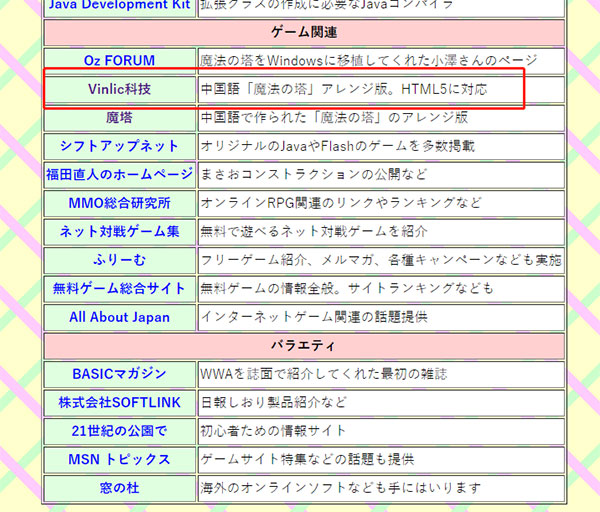 Java Development Kit 拡張クラスの作成に必要なJavaコンパイラ
ゲーム関連
Oz FORUM 魔法の塔をWindowsに移植してくれた小澤さんのページ
Vinlic科技 中国語「魔法の塔」アレンジ版。HTML5に対応
魔塔 中国語で作られた「魔法の塔」のアレンジ版
シフトアップネット オリジナルのJavaやFlashのゲームを多数掲載
福田直人のホームページ まさおコンストラクションの公開など
MMO総合研究所 オンラインRPG関連のリンクやランキングなど
ネット対戦ゲーム集 無料で遊べるネット対戦ゲームを紹介
ふりーむ フリーゲーム紹介、メルマガ、各種キャンペーンなども実施
無料ゲーム総合サイト 無料ゲームの情報全般。サイトランキングなども
All About Japan インターネットゲーム関連の話題提供
バラエティ
BASICマガジン WWAを誌面で紹介してくれた最初の雑誌
株式会社SOFTLINK 日報しおり製品紹介など
21世紀の公園で 初心者ための情報サイト
MSN トピックス ゲームサイト特集などの話題も提供
窓の杜 海外のオンラインソフトなども手にはいります